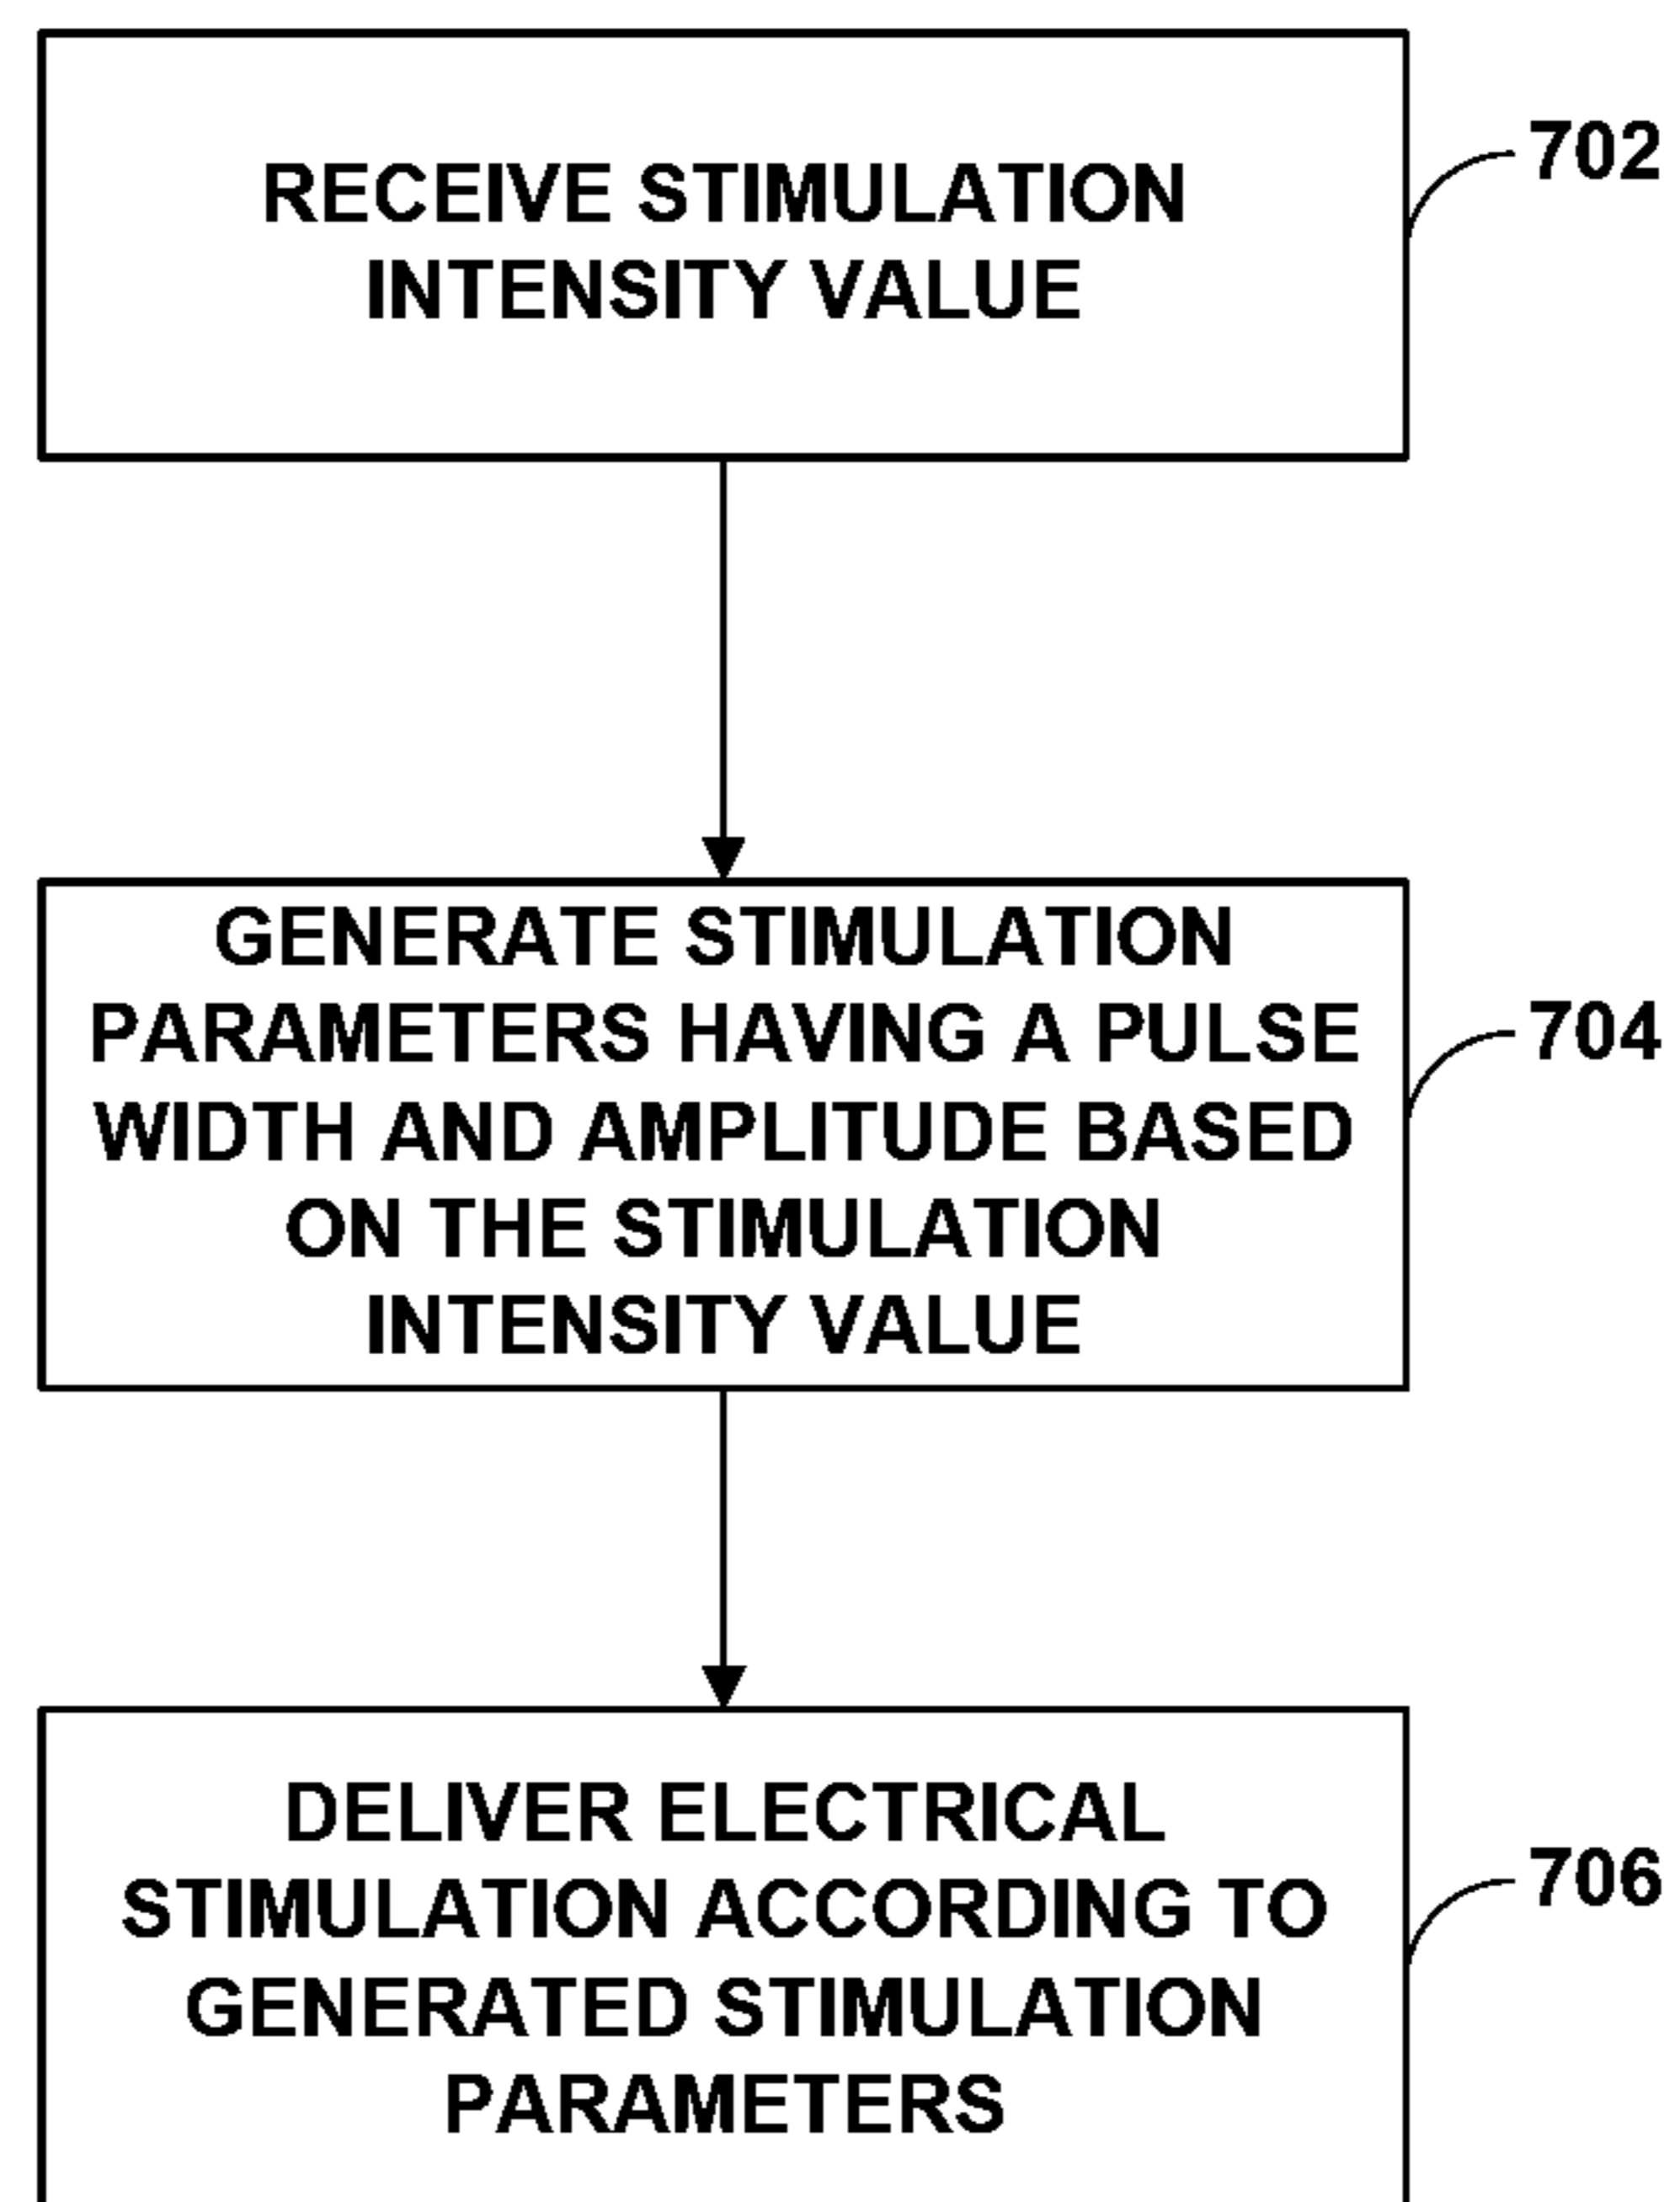 RECEIVE STIMULATION
INTENSITY VALUE
702
GENERATE STIMULATION
PARAMETERS HAVING A PULSE
WIDTH AND AMPLITUDE BASED
ON THE STIMULATION
INTENSITY VALUE
704
DELIVER ELECTRICAL
STIMULATION ACCORDING TO
GENERATED STIMULATION
PARAMETERS
706